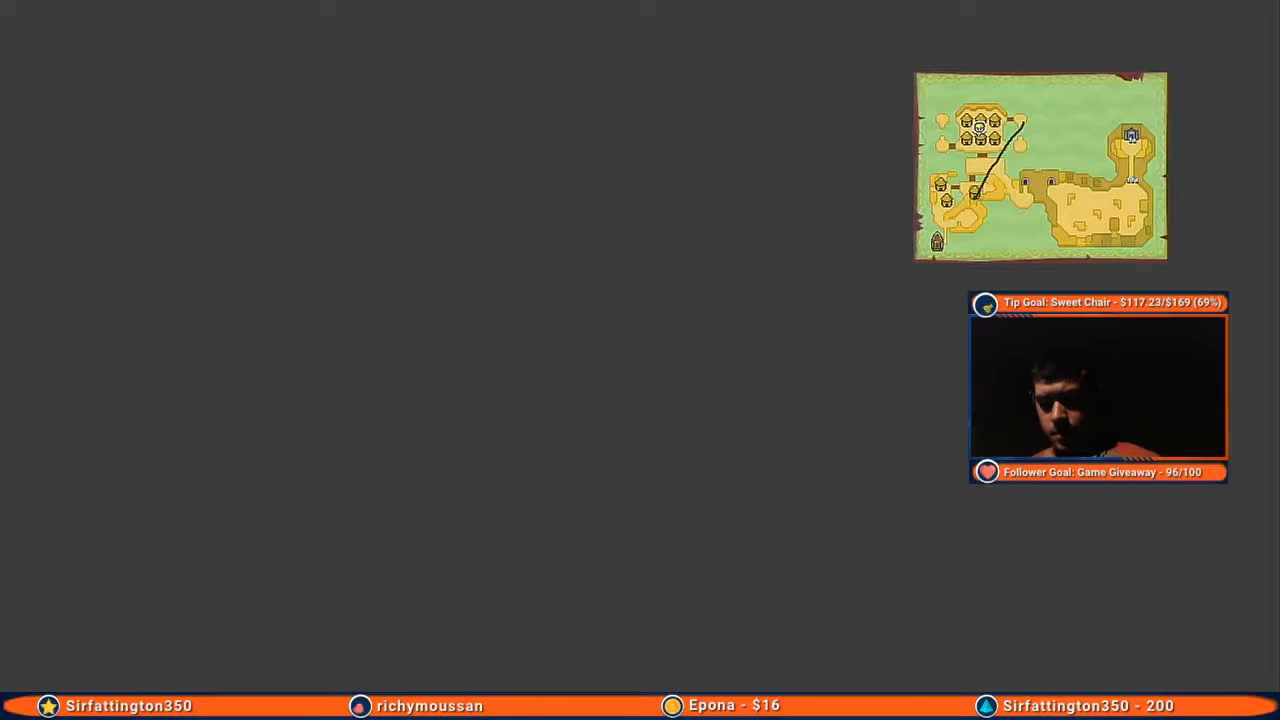 Tip Goal: Sweet Chair - $117.23/$169 (69%)
Follower Goal: Game Giveaway - 96/100
Sirfattington350
richymoussan
Epona - $16
Sirfattington350 - 200